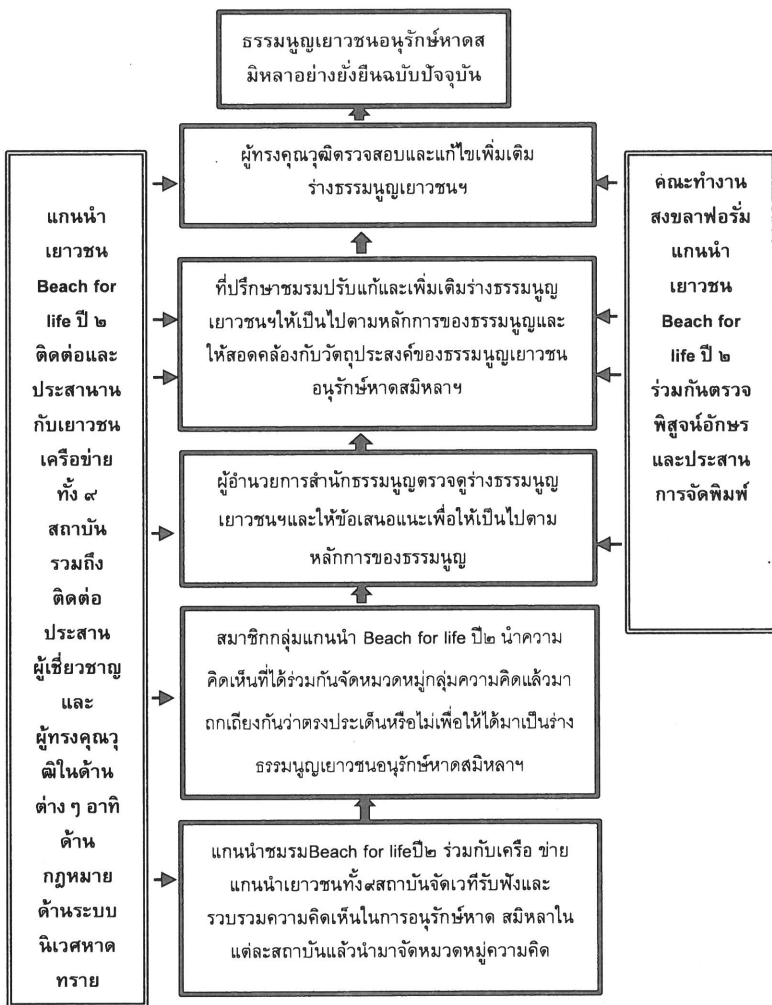 ธรรมนูญเยาวชนอนุรักษ์หาดส
มิหลาอย่างยั่งยืนฉบับปัจจุบัน
ผู้ทรงคุณวุฒิตรวจสอบและแก้ไขเพิ่มเติม
ร่างธรรมนูญเยาวชนฯ
แกนนำ
เยาวชน
Beach for
life ปี ๒
ติดต่อและ
ประสานาน
กับเยาวชน
เครือข่าย
ทั้ง ๙
สถาบัน
รวมถึง
ติดต่อ
ประสาน
ผู้เชี่ยวชาญ
และ
ผู้ทรงคุณวุ
ฒิในด้าน
ต่าง ๆ อาทิ
ด้าน
กฎหมาย
ด้านระบบ
นิเวศหาด
ทราย
คณะทำงาน
สงขลาฟอรั่ม
แกนนำ
เยาวชน
Beach for
life ปี ๒
ร่วมกันตรวจ
พิสูจน์อักษร
และประสาน
การจัดพิมพ์
ที่ปรึกษาชมรมปรับแก้และเพิ่มเติมร่างธรรมนูญ
เยาวชนฯให้เป็นไปตามหลักการของธรรมนูญและ
ให้สอดคล้องกับวัตถุประสงค์ของธรรมนูญเยาวชน
อนุรักษ์หาดสมิหลาฯ
ผู้อำนวยการสำนักธรรมนูญตรวจดูร่างธรรมนูญ
เยาวชนฯและให้ข้อเสนอแนะเพื่อให้เป็นไปตาม
หลักการของธรรมนูญ
สมาชิกกลุ่มแกนนำ Beach for life ปี๒ นำความ
คิดเห็นที่ได้ร่วมกันจัดหมวดหมู่กลุ่มความคิดแล้วมา
ถกเถียงกันว่าตรงประเด็นหรือไม่เพื่อให้ได้มาเป็นร่าง
ธรรมนูญเยาวชนอนุรักษ์หาดสมิหลาฯ
แกนนำชมรมBeach for lifeปี๒ ร่วมกับเครือ ข่าย
แกนนำเยาวชนทั้ง๙สถาบันจัดเวทีรับฟังและ
รวบรวมความคิดเห็นในการอนุรักษ์หาด สมิหลาใน
แต่ละสถาบันแล้วนำมาจัดหมวดหมู่ความคิด